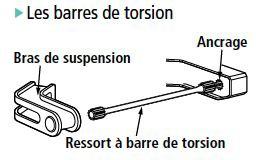 ▸ Les barres de torsion
Ancrage
Bras de suspension
Ressort à barre de torsion